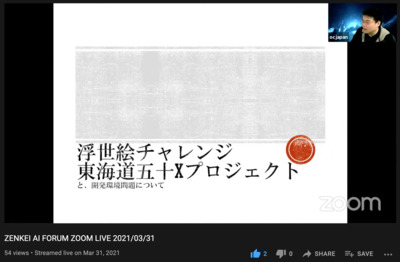 oc japan
浮世絵チャレンジ
東海道五十Xプロジェクト
と、開発環境問題について
zoom
ZENKEI AI FORUM ZOOM LIVE 2021/03/31
54 views • Streamed live on Mar 31, 2021
2
0
SHARE
SAVE